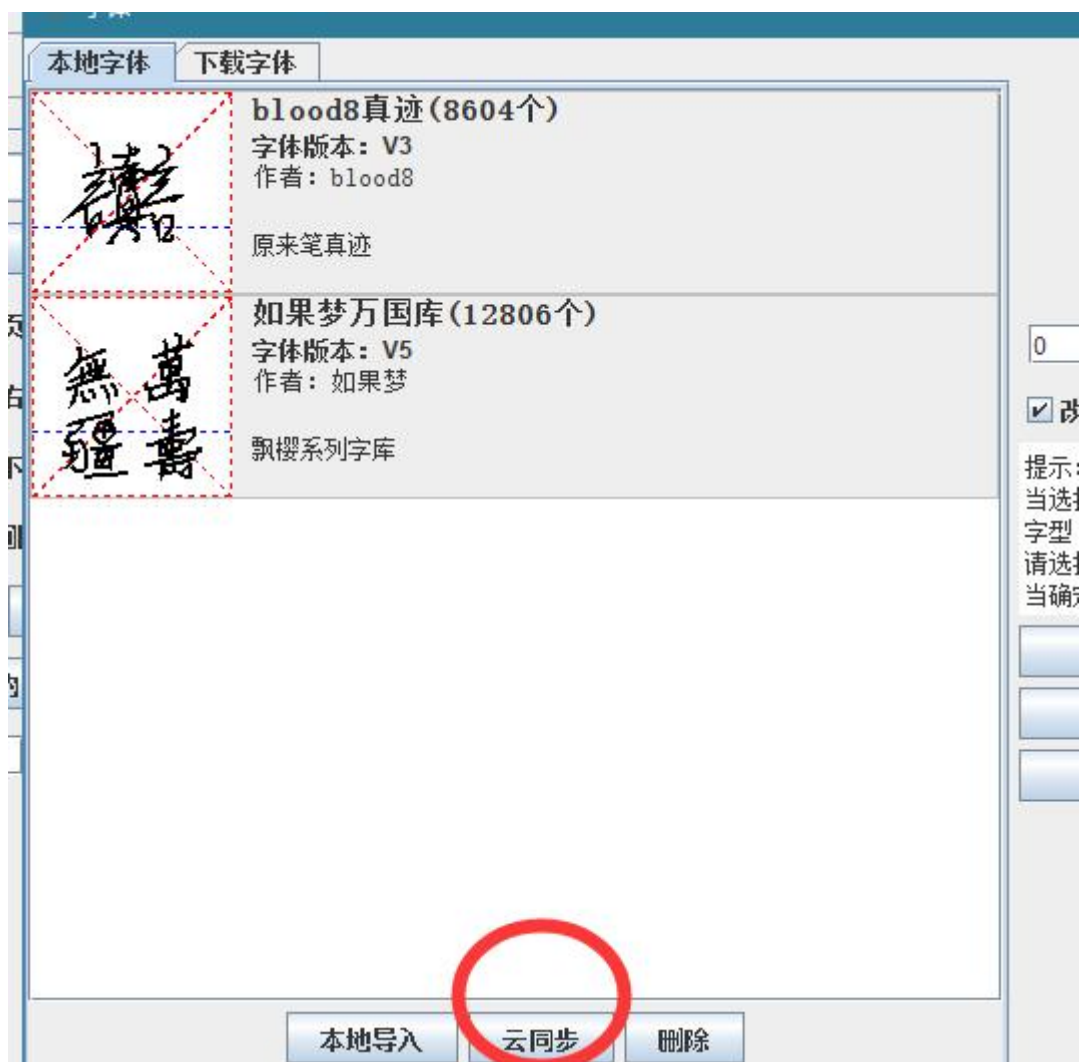 本地字体
下载字体
blood8真迹(8604个)
字体版本：V3
作者：blood8
原来笔真迹
如果梦万国库(12806个)
字体版本：V5
作者：如果梦
無萬
疆壽
飘樱系列字库
0
改
提示：
当选择
字型
请选择
当确定
本地导入
云同步
删除